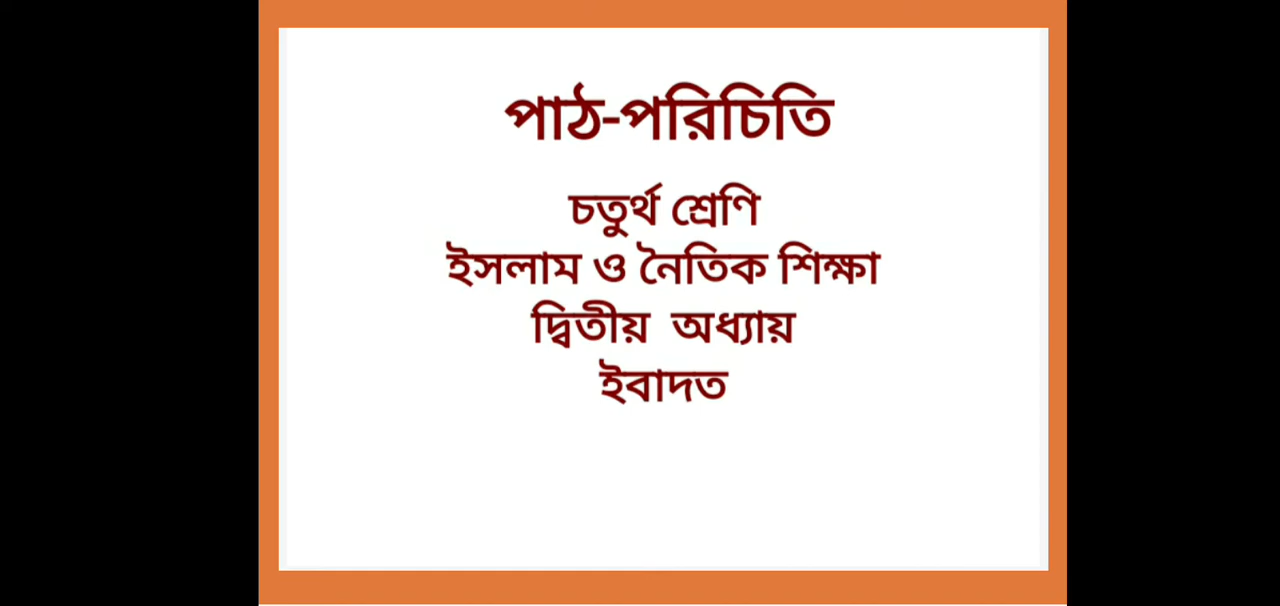 পাঠ-পরিচিতি
চতুর্থ শ্রেণি
ইসলাম ও নৈতিক শিক্ষা
দ্বিতীয় অধ্যায়
ইবাদত